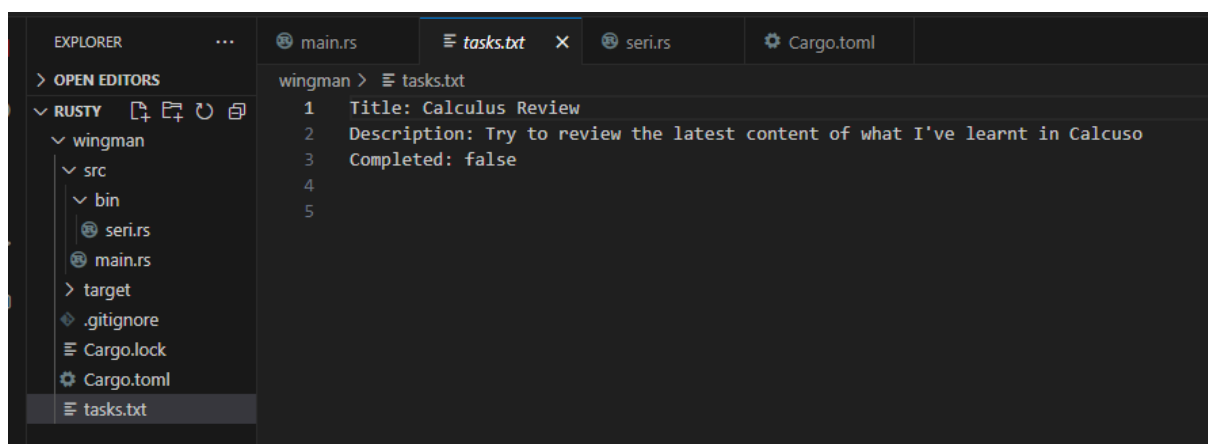 EXPLORER
main.rs
tasks.txt
seri.rs
Cargo.toml
OPEN EDITORS
wingman > tasks.txt
RUSTY
1 Title: Calculus Review
wingman
2 Description: Try to review the latest content of what I've learnt in Calcuso
src
3 Completed: false
bin
4
seri.rs
5
main.rs
target
.gitignore
Cargo.lock
Cargo.toml
tasks.txt